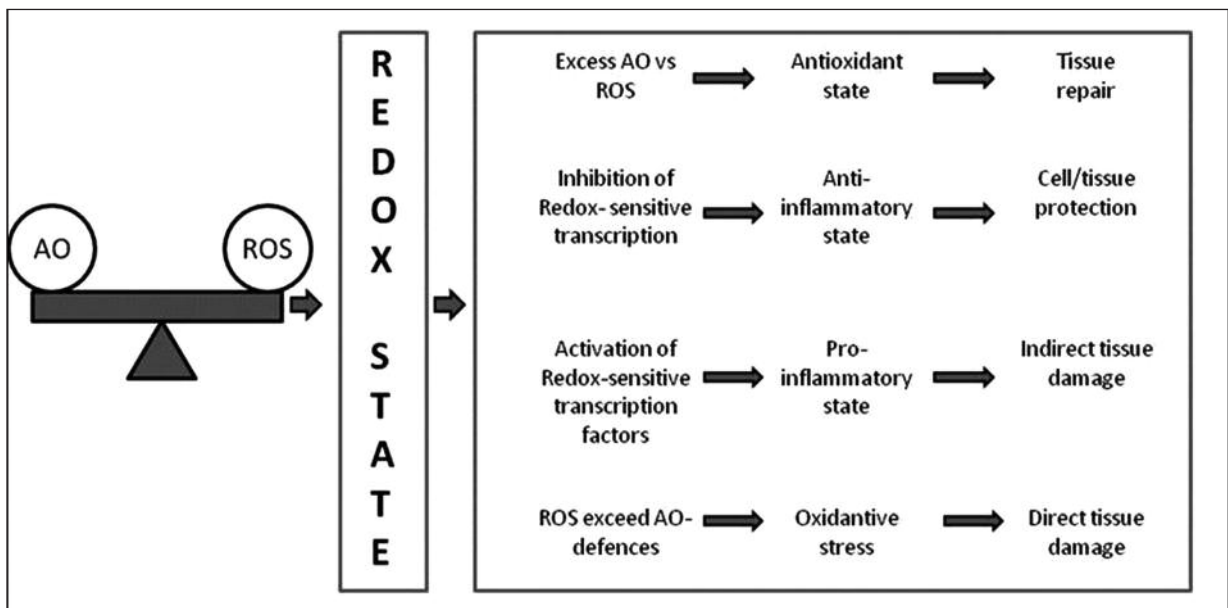 AO
ROS
REDOX STATE
Excess AO vs
ROS
Antioxidant
state
Tissue
repair
Inhibition of
Redox- sensitive
transcription
Anti-
inflammatory
state
Cell/tissue
protection
Activation of
Redox-sensitive
transcription
factors
Pro-
inflammatory
state
Indirect tissue
damage
ROS exceed AO-
defences
Oxidantive
stress
Direct tissue
damage